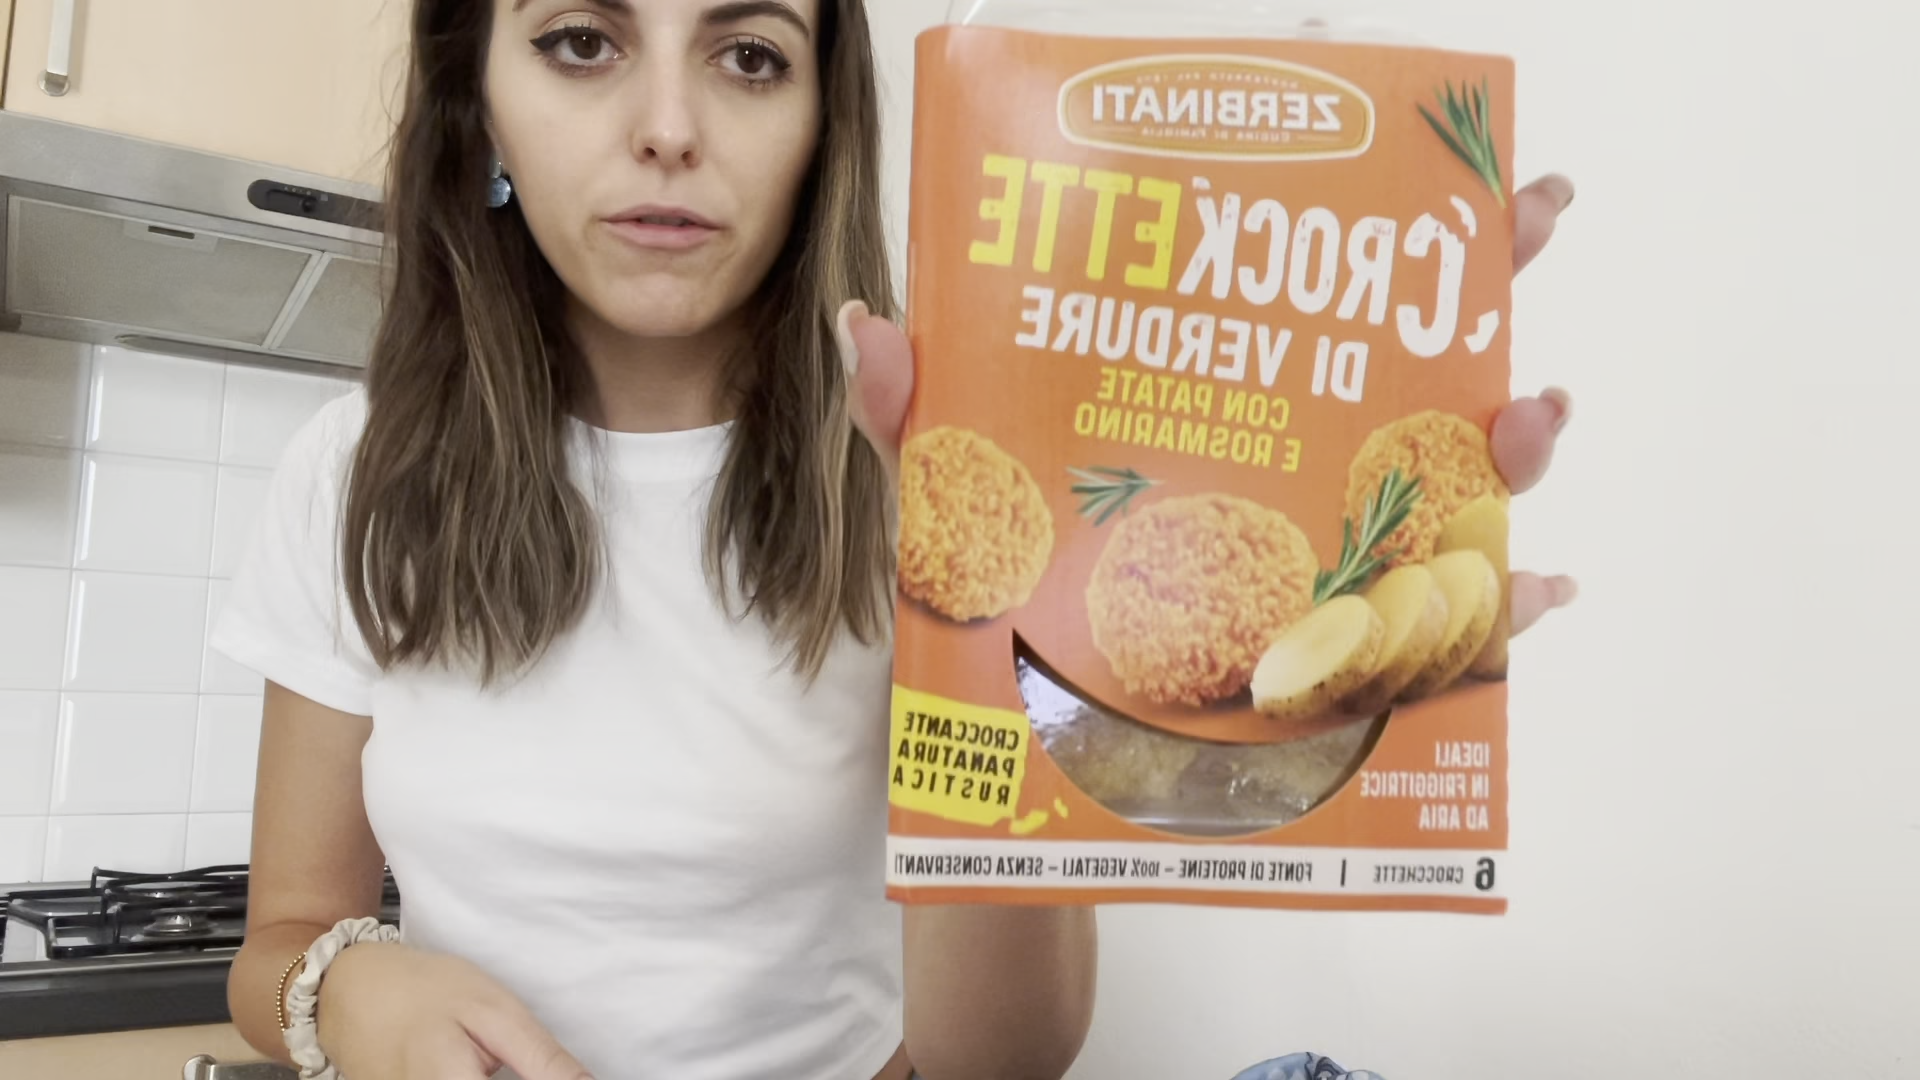 ZERBINATI
CUCINA DI FAMIGLIA
CROCKETTE
DI VERDURE
CON PATATE
E ROSMARINO
CROCCANTE
PANATURA
RUSTICA
IDEALI
IN FRIGGITRICE
AD ARIA
6 CROCCHETTE | FONTE DI PROTEINE – 100% VEGETALI – SENZA CONSERVANTI